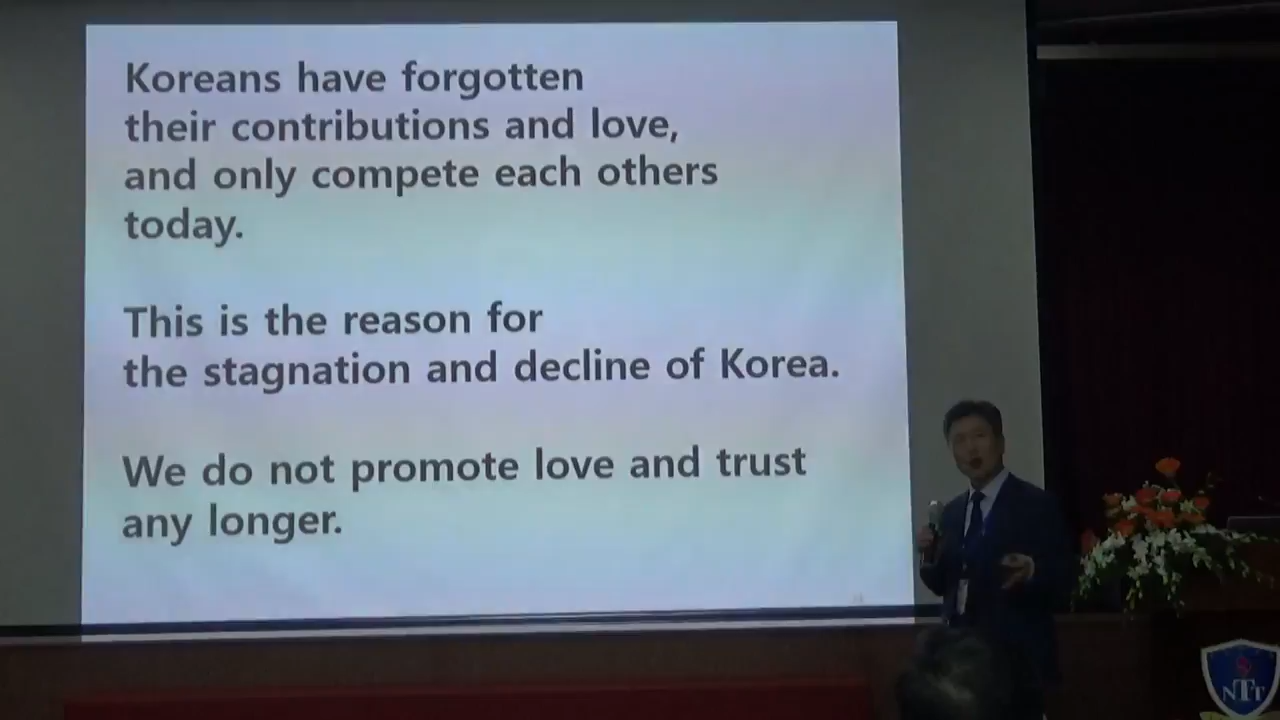 Koreans have forgotten
their contributions and love,
and only compete each others
today.
This is the reason for
the stagnation and decline of Korea.
We do not promote love and trust
any longer.
NTT